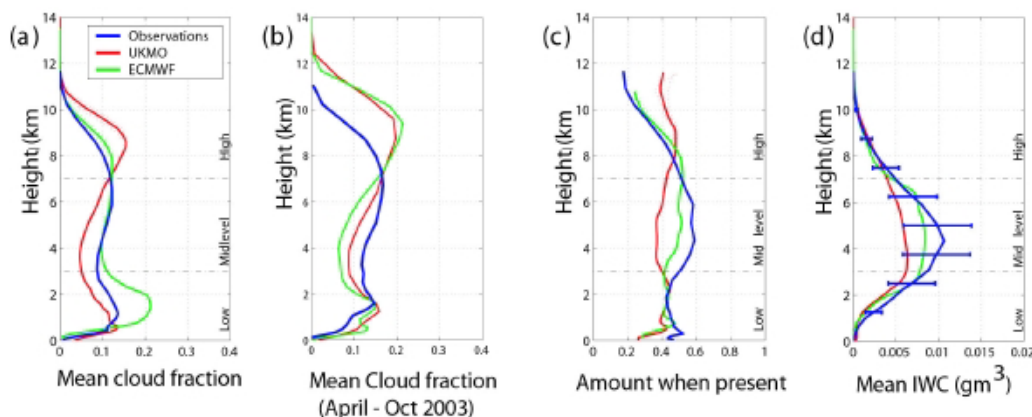 (a)
Observations
UKMO
ECMWF
14
12
10
8
6
4
2
0
Height (km
High
Midlevel
Low
0
0.1
0.2
0.3
0.4
Mean cloud fraction
(b)
14
12
10
8
6
4
2
0
Height (km)
0
0.1
0.2
0.3
0.4
Mean Cloud fraction
(April - Oct 2003)
(c)
14
12
10
8
6
4
2
0
Height (km
High
Mid level
Low
0
0.2
0.4
0.6
0.8
1
Amount when present
(d)
14
12
10
8
6
4
2
0
Height (km
High
Mid level
Low
0
0.005
0.01
0.015
0.02
Mean IWC (gm³)